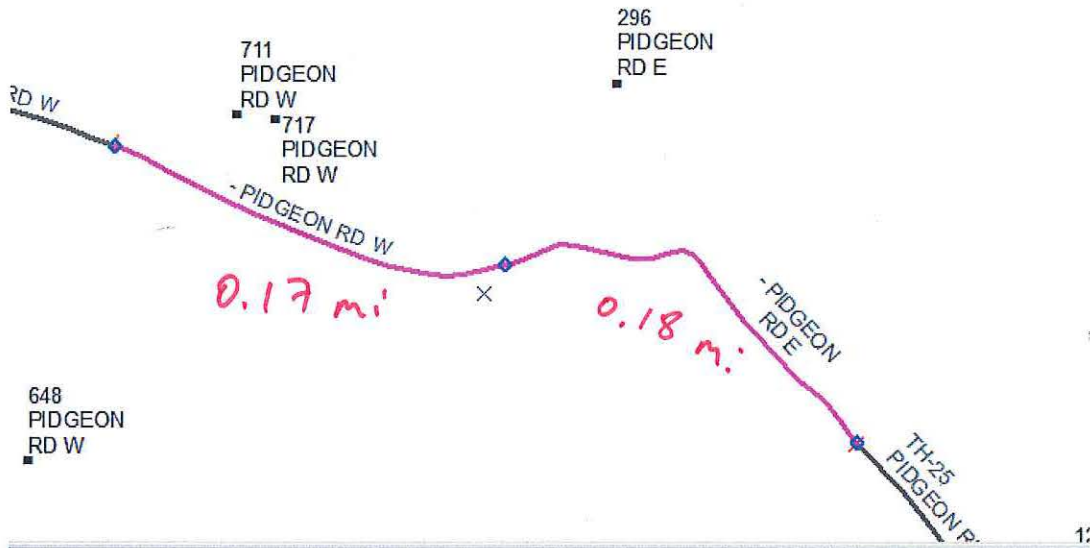 RD W
711
PIDGEON
RD W
717
PIDGEON
RD W
296
PIDGEON
RD E
- PIDGEON RD W
0.17 mi
0.18 mi
- PIDGEON
RD E
648
PIDGEON
RD W
TH-25
PIDGEON R
12